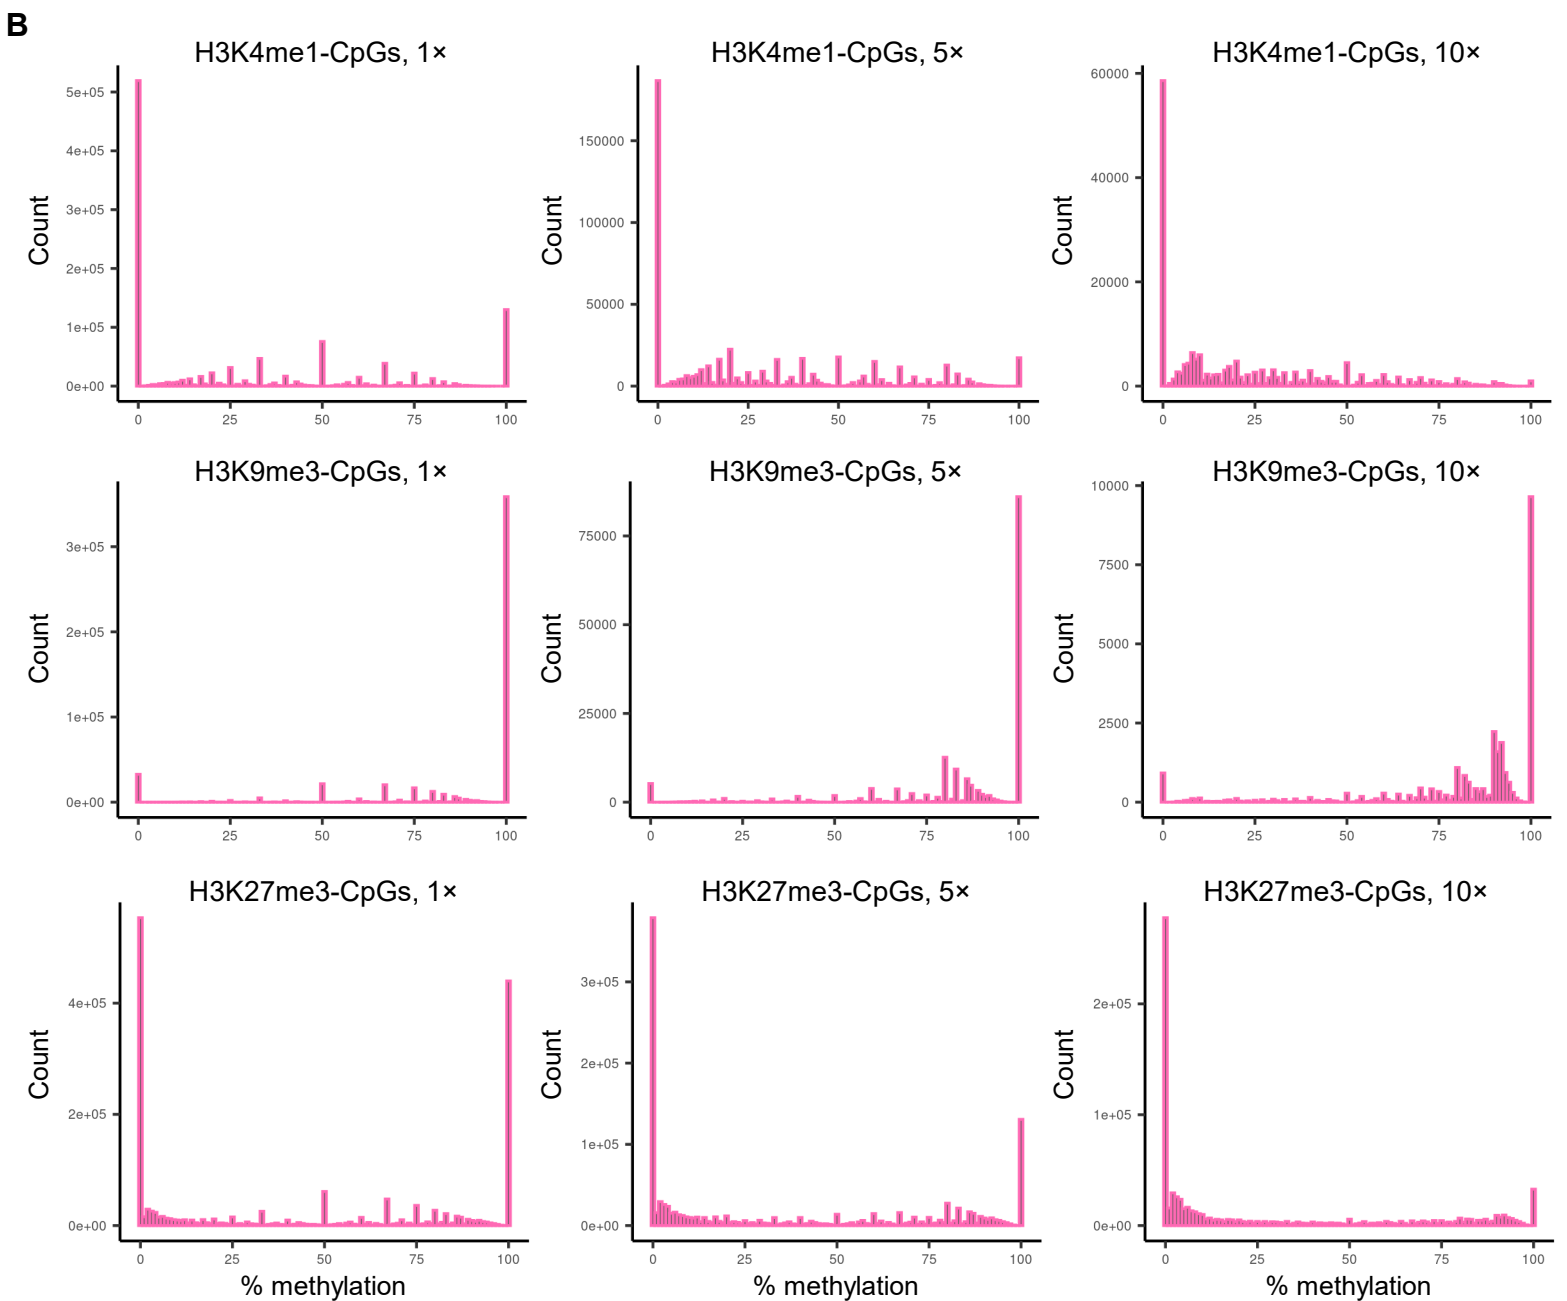 B
H3K4me1-CpGs, 1×
H3K4me1-CpGs, 5×
H3K4me1-CpGs, 10×
Count
5e+05
4e+05
3e+05
2e+05
1e+05
0e+00
0 25 50 75 100
Count
150000
100000
50000
0
0 25 50 75 100
Count
60000
40000
20000
0
0 25 50 75 100
H3K9me3-CpGs, 1×
H3K9me3-CpGs, 5×
H3K9me3-CpGs, 10×
Count
3e+05
2e+05
1e+05
0e+00
0 25 50 75 100
Count
75000
50000
25000
0
0 25 50 75 100
Count
10000
7500
5000
2500
0
0 25 50 75 100
H3K27me3-CpGs, 1×
H3K27me3-CpGs, 5×
H3K27me3-CpGs, 10×
Count
4e+05
2e+05
0e+00
0 25 50 75 100
% methylation
Count
3e+05
2e+05
1e+05
0e+00
0 25 50 75 100
% methylation
Count
2e+05
1e+05
0e+00
0 25 50 75 100
% methylation